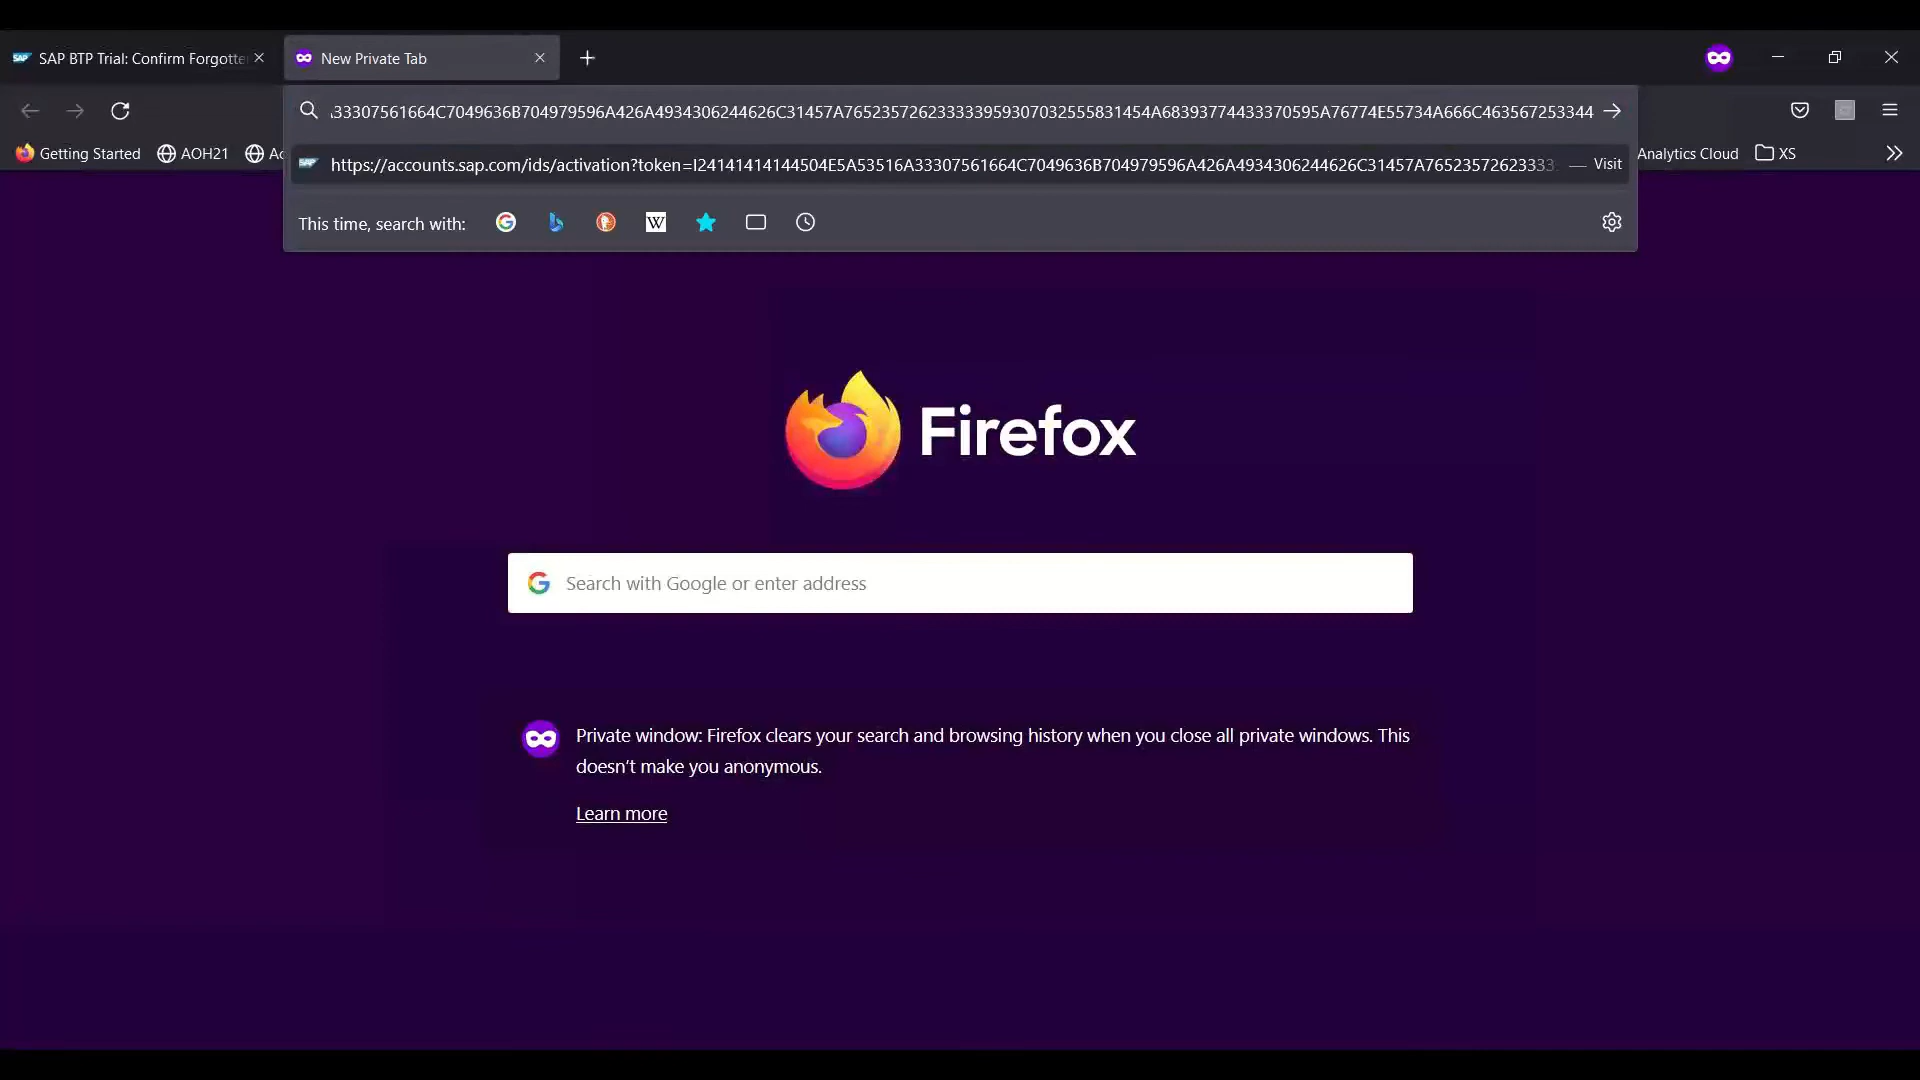 SAP BTP Trial: Confirm Forgotte
New Private Tab
33307561664C7049636B704979596A426A4934306244626C31457A765235726233333959307032555831454A68393774433370595A76774E55734A666C463567253344
Getting Started
AOH21
Ac
https://accounts.sap.com/ids/activation?token=I24141414144504E5A53516A33307561664C7049636B704979596A426A4934306244626C31457A7652357262333 — Visit
Analytics Cloud
XS
This time, search with:
W
Firefox
Search with Google or enter address
Private window: Firefox clears your search and browsing history when you close all private windows. This
doesn't make you anonymous.
Learn more